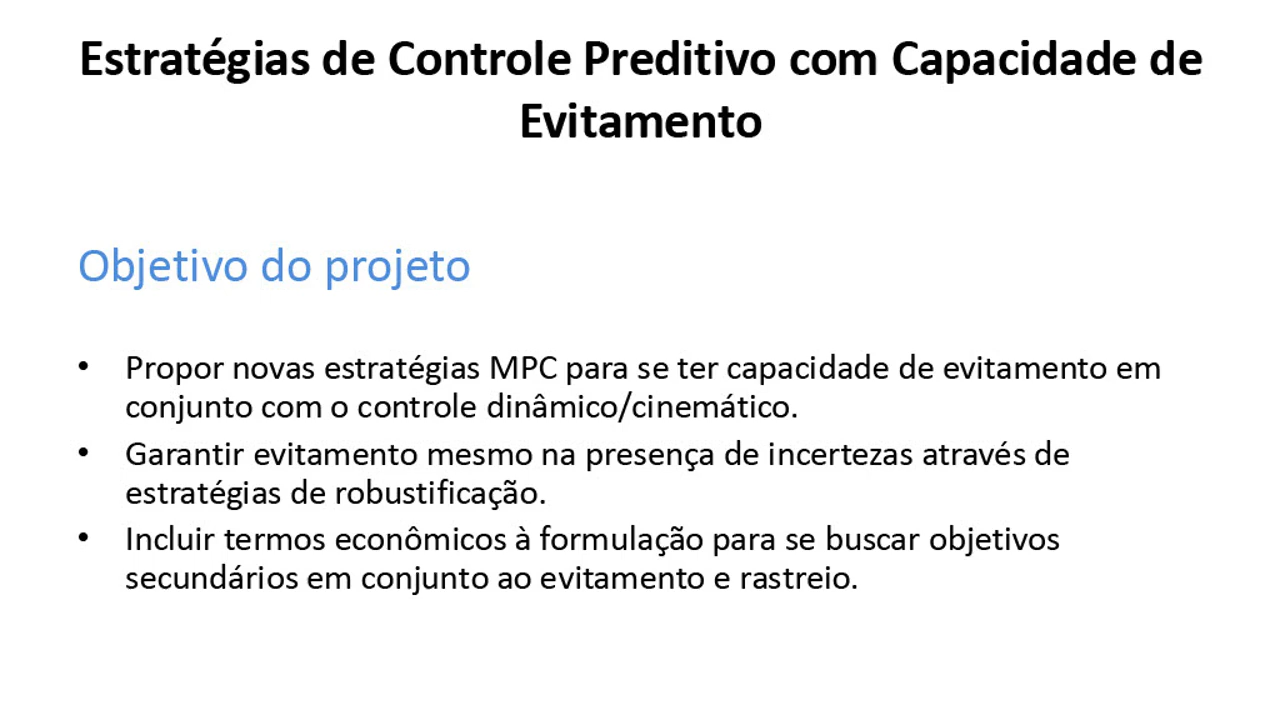 Estratégias de Controle Preditivo com Capacidade de
Evitamento
Objetivo do projeto
• Propor novas estratégias MPC para se ter capacidade de evitamento em
conjunto com o controle dinâmico/cinemático.
• Garantir evitamento mesmo na presença de incertezas através de
estratégias de robustificação.
• Incluir termos econômicos à formulação para se buscar objetivos
secundários em conjunto ao evitamento e rastreio.